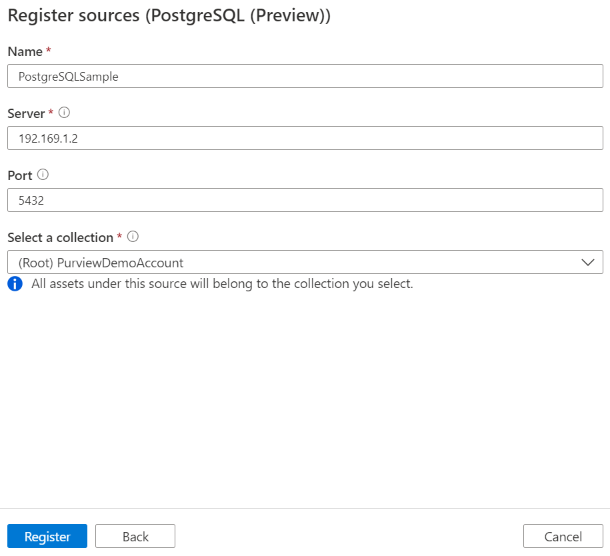 Register sources (PostgreSQL (Preview))
Name *
PostgreSQLSample
Server *
192.169.1.2
Port
5432
Select a collection *
(Root) PurviewDemoAccount
All assets under this source will belong to the collection you select.
Register Back Cancel